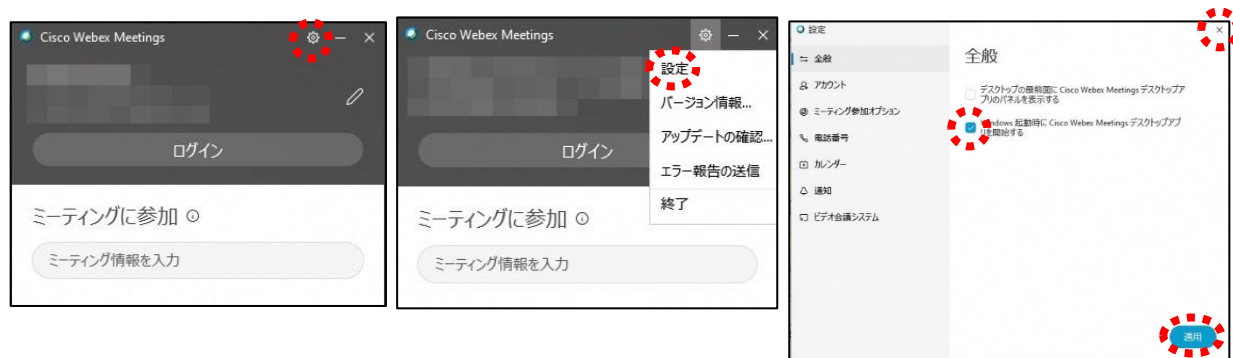 Cisco Webex Meetings
ログイン
ミーティングに参加
ミーティング情報を入力
Cisco Webex Meetings
設定
バージョン情報...
アップデートの確認...
エラー報告の送信
終了
ログイン
ミーティングに参加
ミーティング情報を入力
設定
全般
アカウント
ミーティング参加オプション
電話番号
カレンダー
通知
ビデオ会議システム
全般
デスクトップの最前面に Cisco Webex Meetings デスクトップア
プリのパネルを表示する
Windows 起動時に Cisco Webex Meetings デスクトップアプ
リを開始する
適用